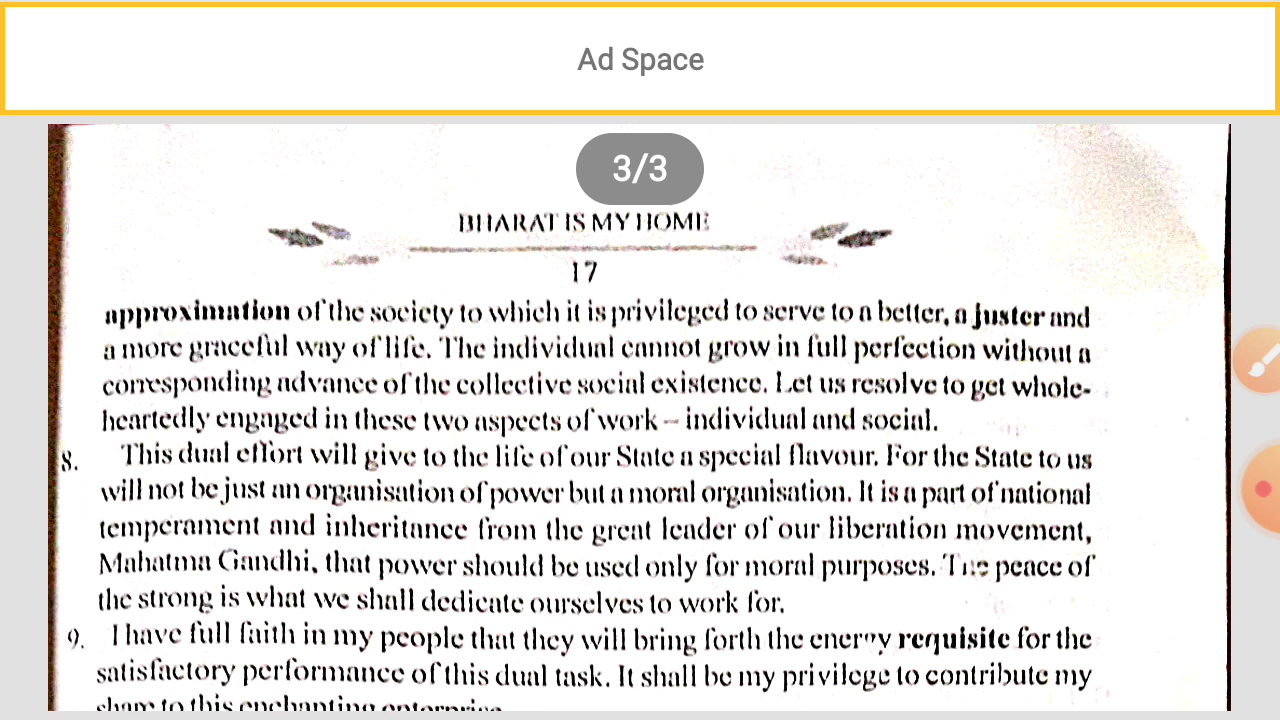 Ad Space
3/3
BHARAT IS MY HOME
17
approximation of the society to which it is privileged to serve to a better, a juster and
a more graceful way of life. The individual cannot grow in full perfection without a
corresponding advance of the collective social existence. Let us resolve to get whole-
heartedly engaged in these two aspects of work – individual and social.
8. This dual effort will give to the life of our State a special flavour. For the State to us
will not be just an organisation of power but a moral organisation. It is a part of national
temperament and inheritance from the great leader of our liberation movement,
Mahatma Gandhi, that power should be used only for moral purposes. The peace of
the strong is what we shall dedicate ourselves to work for.
9. I have full faith in my people that they will bring forth the energy requisite for the
satisfactory performance of this dual task. It shall be my privilege to contribute my
share to this enchanting enterprise